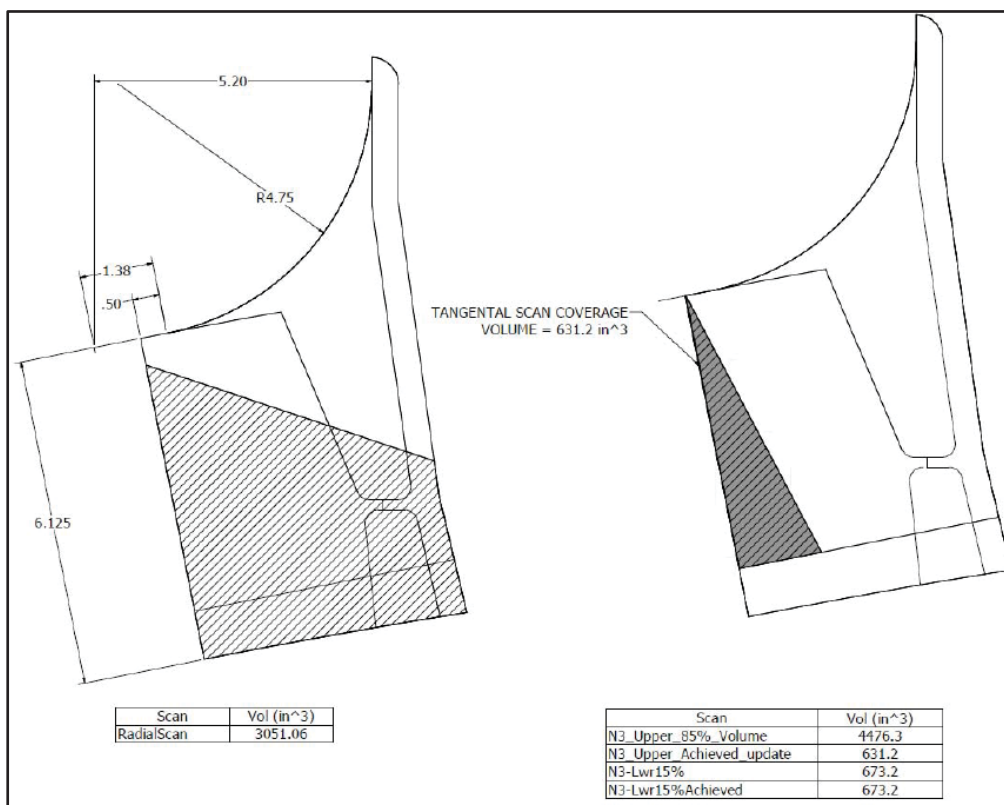 5.20
R4.75
1.38
.50
6.125
TANGENTAL SCAN COVERAGE
VOLUME = 631.2 in^3
Scan Vol (in^3)
RadialScan 3051.06
Scan Vol (in^3)
N3_Upper_85%_Volume 4476.3
N3_Upper_Achieved_update 631.2
N3-Lwr15% 673.2
N3-Lwr15%Achieved 673.2